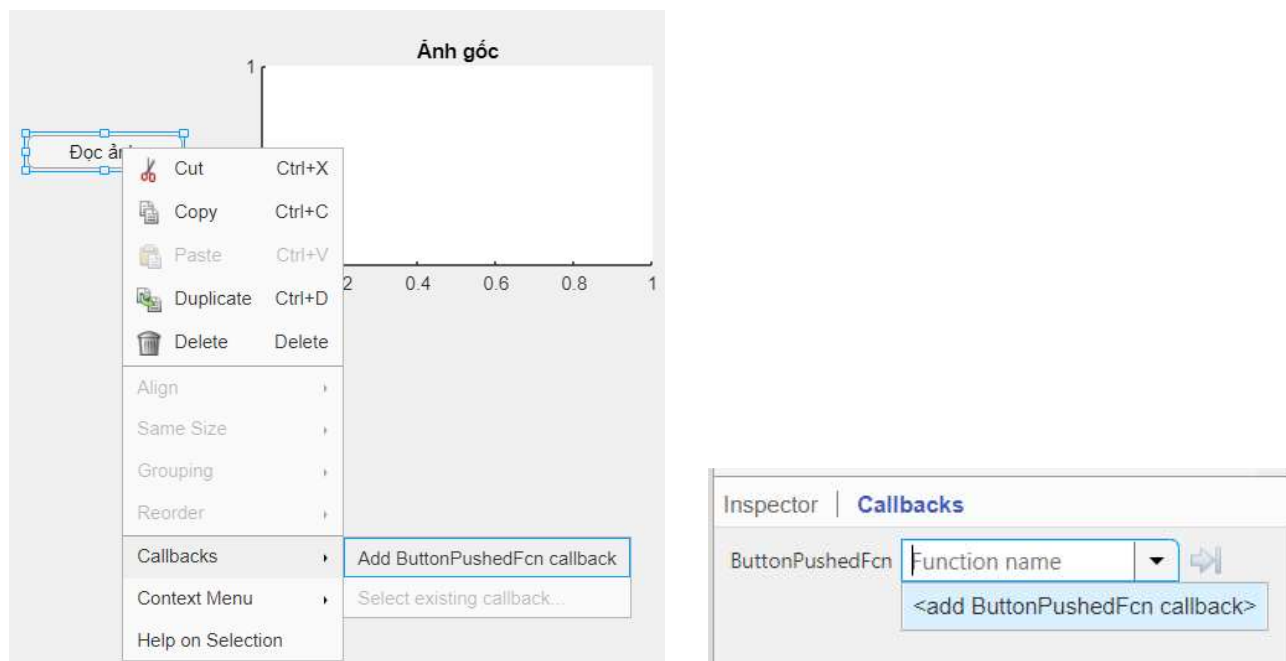 Ảnh gốc
1
Đọc ản
Cut Ctrl+X
Copy Ctrl+C
Paste Ctrl+V
Duplicate Ctrl+D
Delete Delete
2 0.4 0.6 0.8 1
Align
Same Size
Grouping
Reorder
Callbacks
Add ButtonPushedFcn callback
Context Menu
Select existing callback...
Help on Selection
Inspector | Callbacks
ButtonPushedFcn Function name
<add ButtonPushedFcn callback>